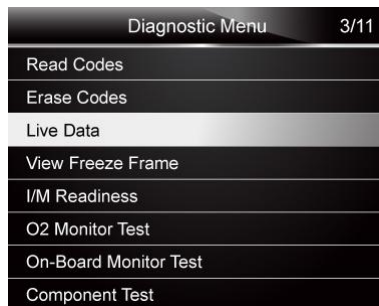 Diagnostic Menu 3/11
Read Codes
Erase Codes
Live Data
View Freeze Frame
I/M Readiness
O2 Monitor Test
On-Board Monitor Test
Component Test